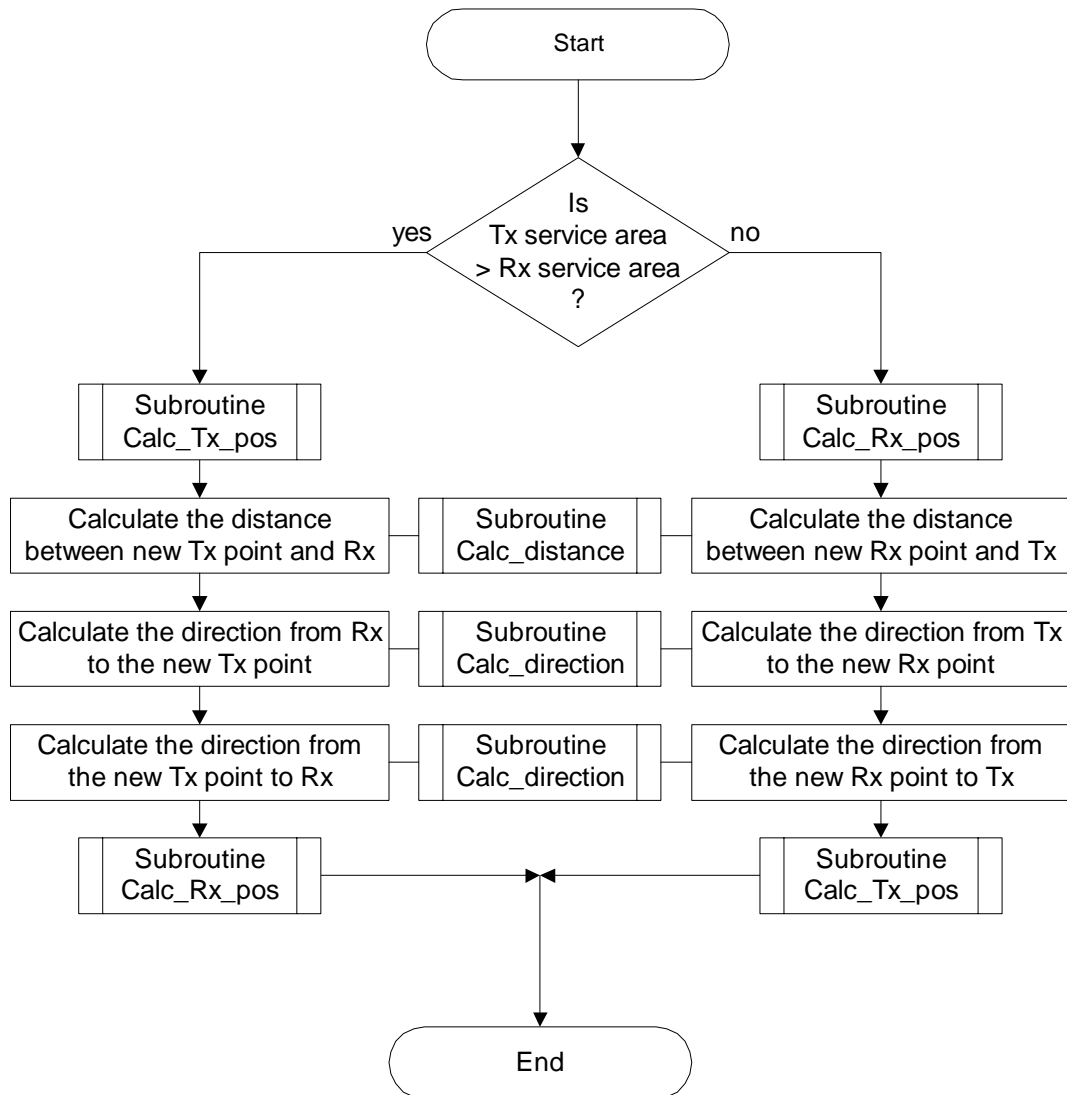 Start
Is
Tx service area
> Rx service area
?
yes
no
Subroutine
Calc_Tx_pos
Subroutine
Calc_Rx_pos
Calculate the distance
between new Tx point and Rx
Subroutine
Calc_distance
Calculate the distance
between new Rx point and Tx
Calculate the direction from Rx
to the new Tx point
Subroutine
Calc_direction
Calculate the direction from Tx
to the new Rx point
Calculate the direction from
the new Tx point to Rx
Subroutine
Calc_direction
Calculate the direction from
the new Rx point to Tx
Subroutine
Calc_Rx_pos
Subroutine
Calc_Tx_pos
End